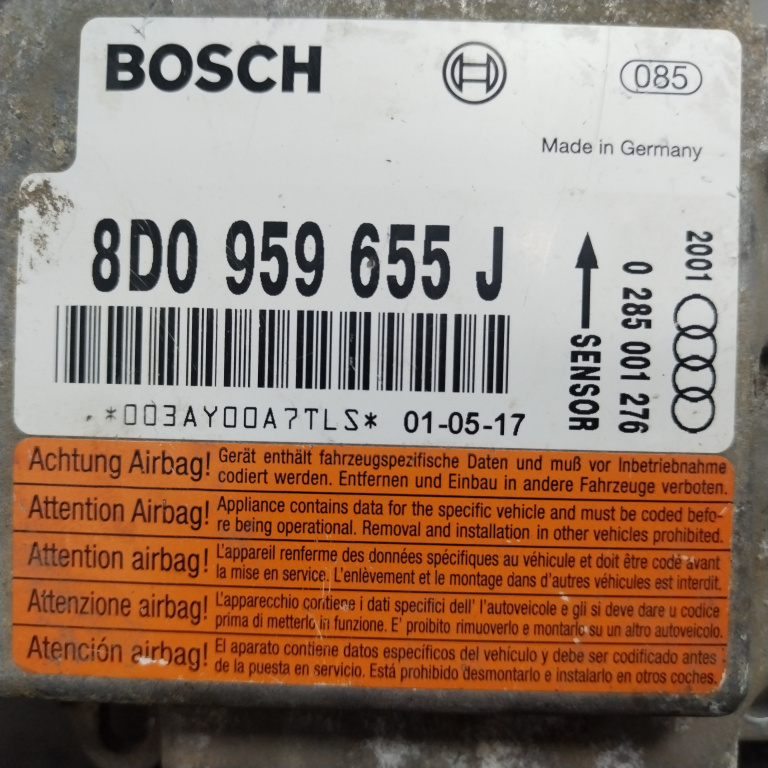 BOSCH
085
Made in Germany
8D0 959 655 J
SENSOR
0 285 001 276
2001
*003AY00A7TLS* 01-05-17
Achtung Airbag! Gerät enthält fahrzeugspezifische Daten und muß vor Inbetriebnahme
codiert werden. Entfernen und Einbau in andere Fahrzeuge verboten.
Attention Airbag! Appliance contains data for the specific vehicle and must be coded befo-
re being operational. Removal and installation in other vehicles prohibited.
Attention airbag! L'appareil renferme des données spécifiques au véhicule et doit être codé avant
la mise en service. L'enlèvement et le montage dans d'autres véhicules est interdit.
Attenzione airbag! L'apparecchio contiene i dati specifici dell' l'autoveicole e gli si deve dare u codice
prima di metterlo in funzione. E' proibito rimuoverlo e montarlo su un altro autoveicolo.
Atención airbag! El aparato contiene datos específicos del vehículo y debe ser codificado antes
de la puesta en servicio. Está prohibido desmontarlo e instalarlo en otros coches.